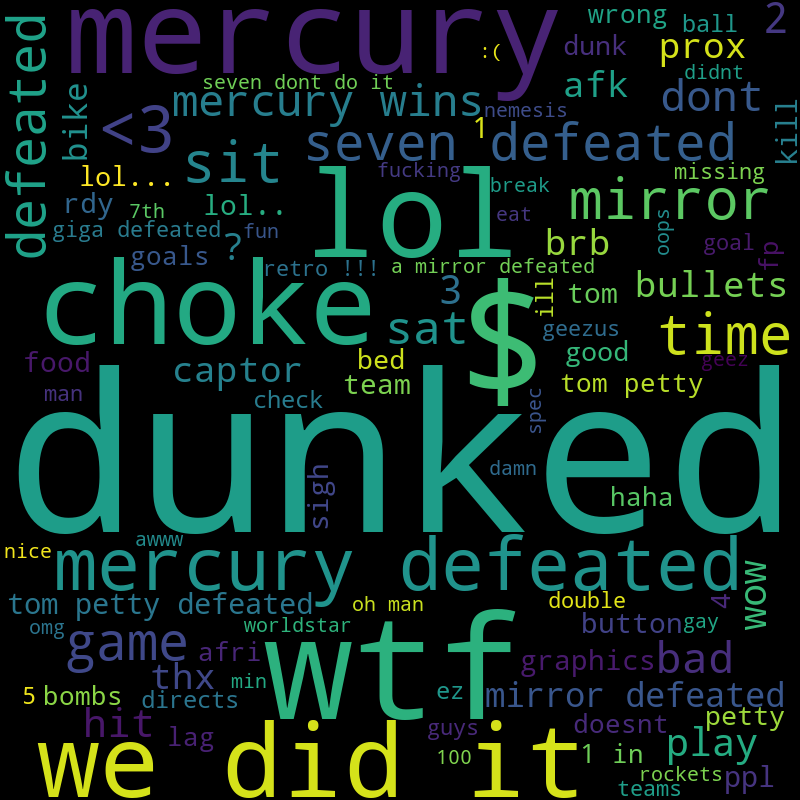 mercury
wrong
ball
2
defeated
:(
dunk
prox
seven dont do it
didnt
bike
<3
mercury wins
afk
dont
nemesis
kill
sit
seven defeated
1
lol...
fucking
missing
rdy
7th
lol..
lol
break
mirror
eat
giga defeated
?
fun
brb
oops
goal
fp
goals
retro !!!
a mirror defeated
choke
3
$
ill
tom
bullets
sat
geezus
time
food
captor
bed
good
geez
man
team
tom petty
check
spec
dunked
sigh
damn
haha
nice
awww
mercury defeated
wow
tom petty defeated
oh man
double
4
omg
game
worldstar
wtf
button
gay
afri
graphics
bad
thx
min
5
bombs
directs
ez
mirror defeated
hit
lag
guys
doesnt
petty
we did it
100
1 in
play
rockets
ppl
teams